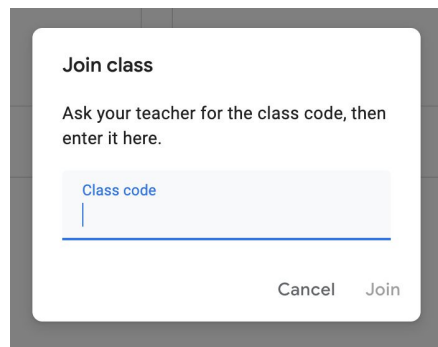 Join class
Ask your teacher for the class code, then
enter it here.
Class code
Cancel Join